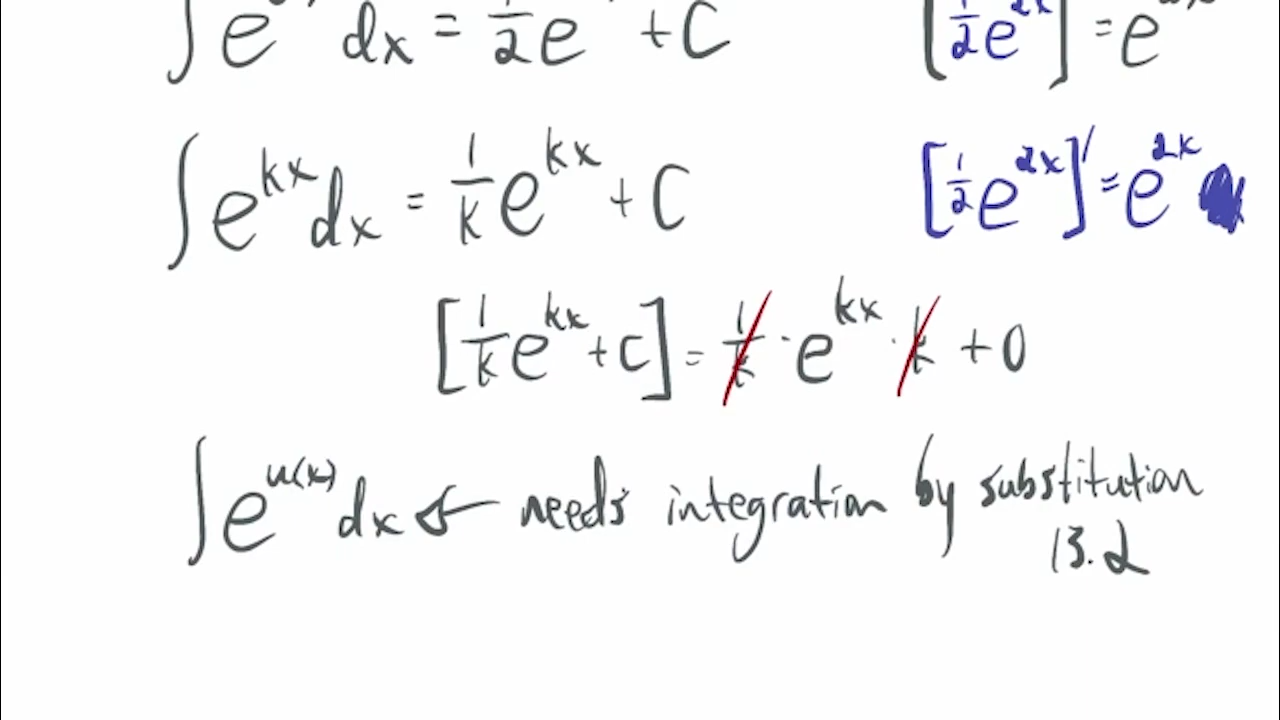 ∫ e dx = 1/2 e + C [1/2 e^{2x}] = e
∫ e^{kx} dx = 1/k e^{kx} + C [1/2 e^{2x}]' = e^{2x}
[1/k e^{kx} + C] = 1/k · e^{kx} · k + 0
∫ e^{u(x)} dx ← needs integration by substitution
13.2